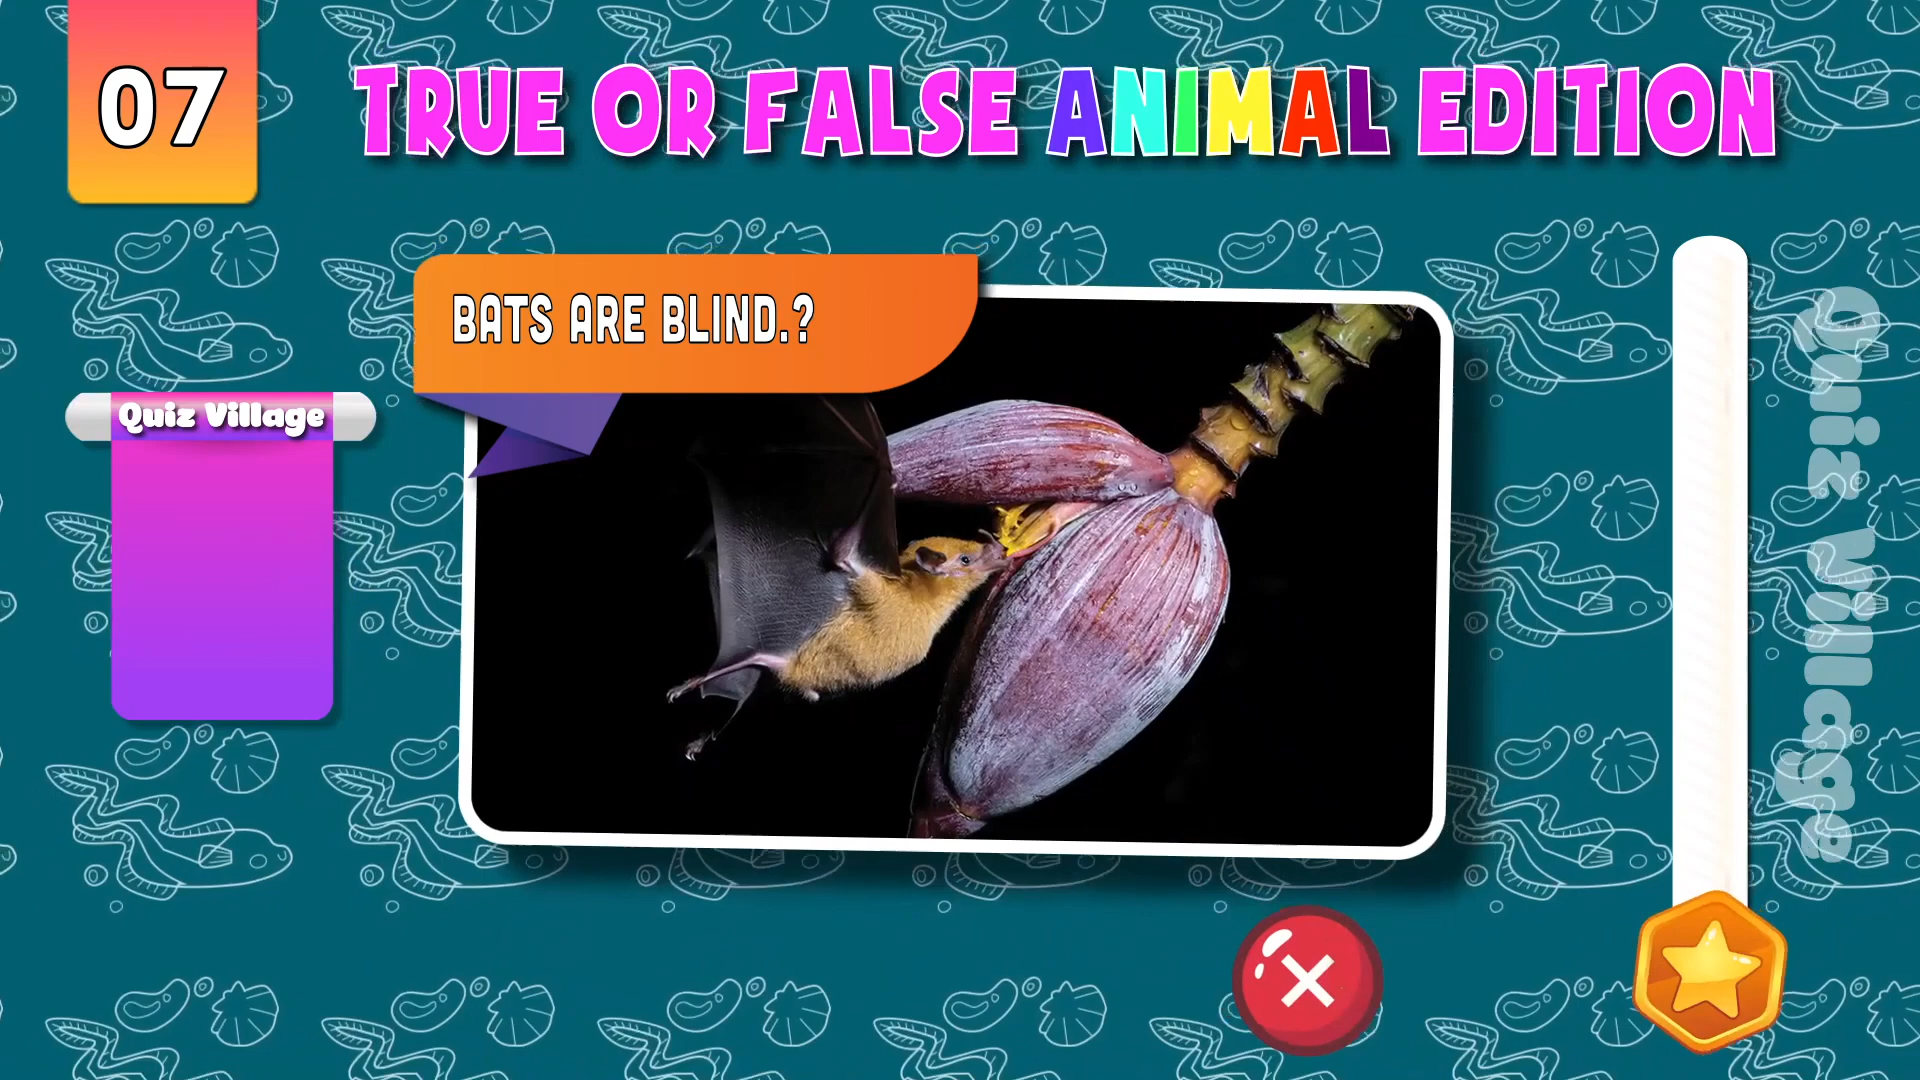 07
TRUE OR FALSE ANIMAL EDITION
BATS ARE BLIND.?
Quiz Village
Quiz Village